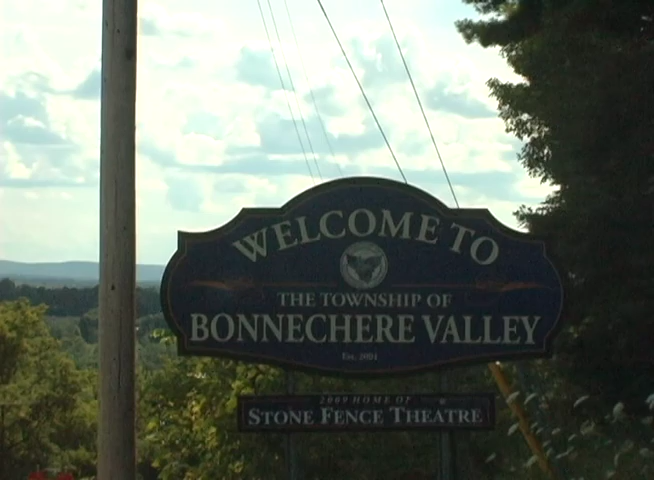 WELCOME TO
THE TOWNSHIP OF
BONNECHERE VALLEY
Est. 2001
2009 HOME OF
STONE FENCE THEATRE